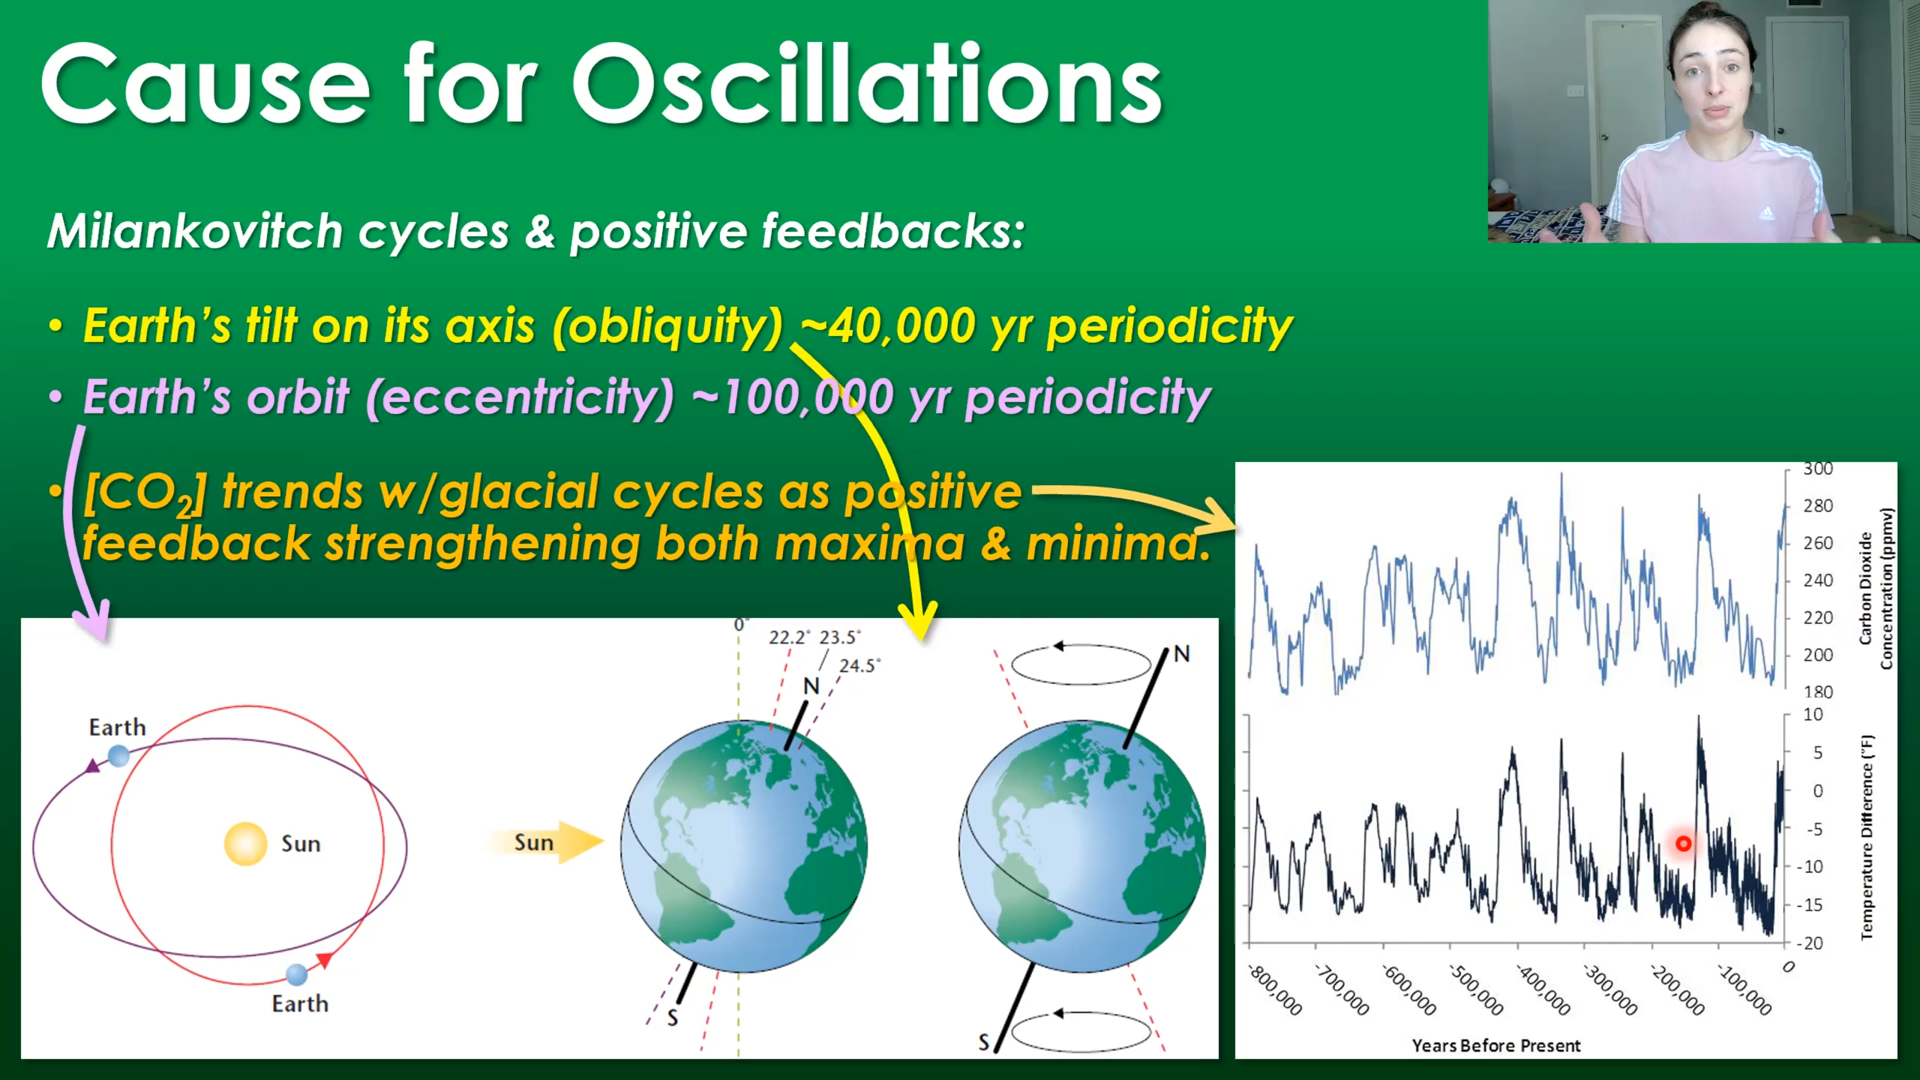 Cause for Oscillations
Milankovitch cycles & positive feedbacks:
• Earth's tilt on its axis (obliquity) ~40,000 yr periodicity
• Earth's orbit (eccentricity) ~100,000 yr periodicity
• [CO₂] trends w/glacial cycles as positive
feedback strengthening both maxima & minima.
Earth
Sun
Earth
Sun
0°
22.2° 23.5°
24.5°
N
S
N
S
300
280
260
240
220
200
180
Carbon Dioxide
Concentration (ppmv)
10
5
0
-5
-10
-15
-20
Temperature Difference (°F)
-800,000
-700,000
-600,000
-500,000
-400,000
-300,000
-200,000
-100,000
0
Years Before Present